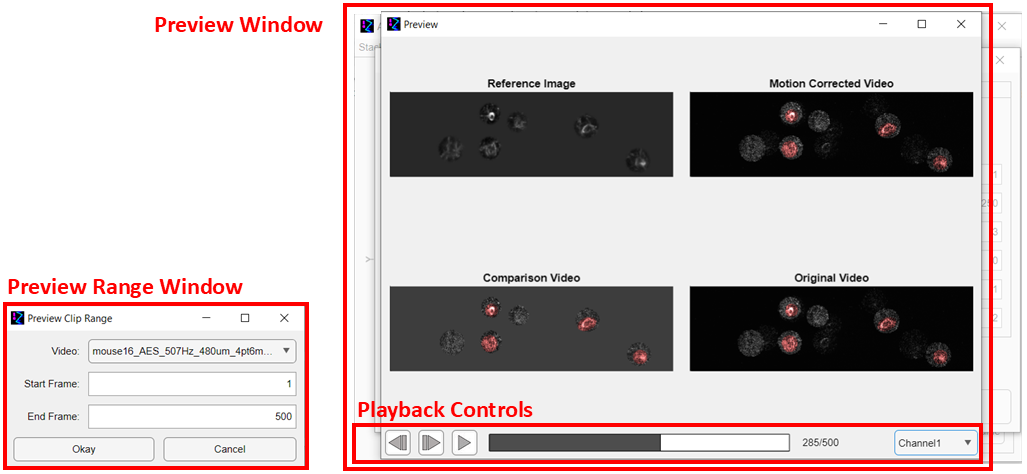 Preview Window
Preview
Reference Image
Motion Corrected Video
Comparison Video
Original Video
Preview Range Window
Preview Clip Range
Video: mouse16_AES_507Hz_480um_4pt6m...
Start Frame: 1
End Frame: 500
Okay Cancel
Playback Controls
285/500 Channel1